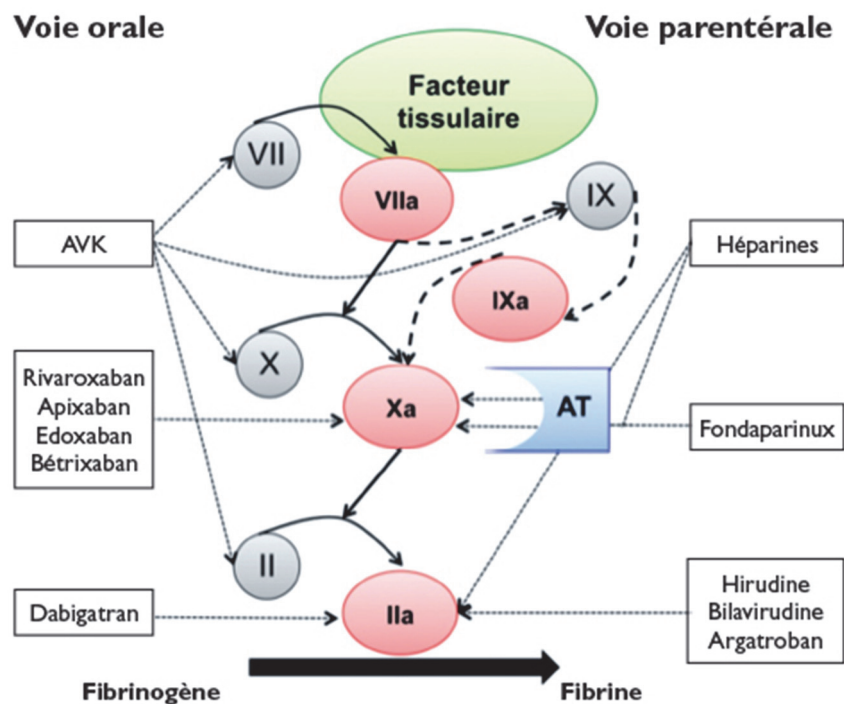 Voie orale
Voie parentérale
Facteur
tissulaire
VII
VIIa
IX
AVK
Héparines
IXa
X
Rivaroxaban
Apixaban
Edoxaban
Bétrixaban
Xa
AT
Fondaparinux
II
Dabigatran
IIa
Hirudine
Bilavirudine
Argatroban
Fibrinogène
Fibrine